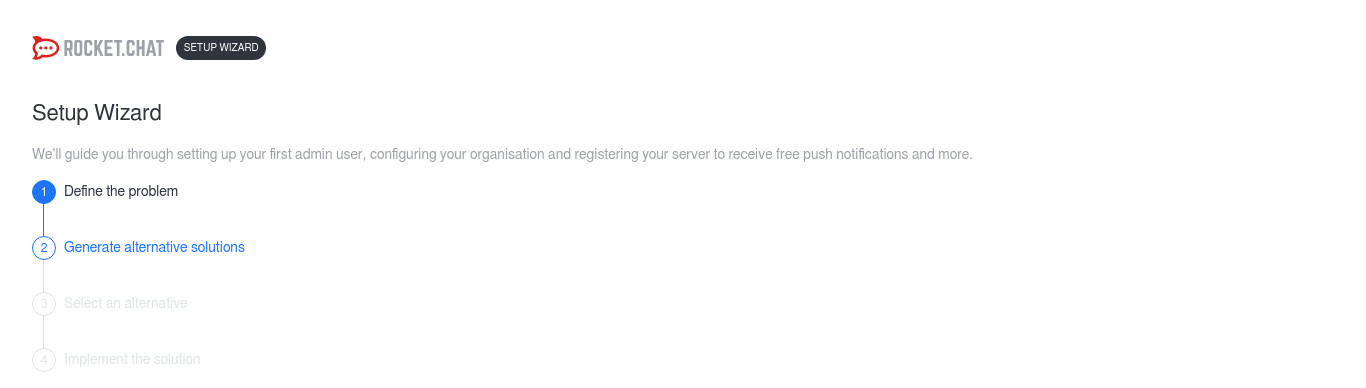 ROCKET.CHAT SETUP WIZARD
Setup Wizard
We'll guide you through setting up your first admin user, configuring your organisation and registering your server to receive free push notifications and more.
1 Define the problem
2 Generate alternative solutions
3 Select an alternative
4 Implement the solution